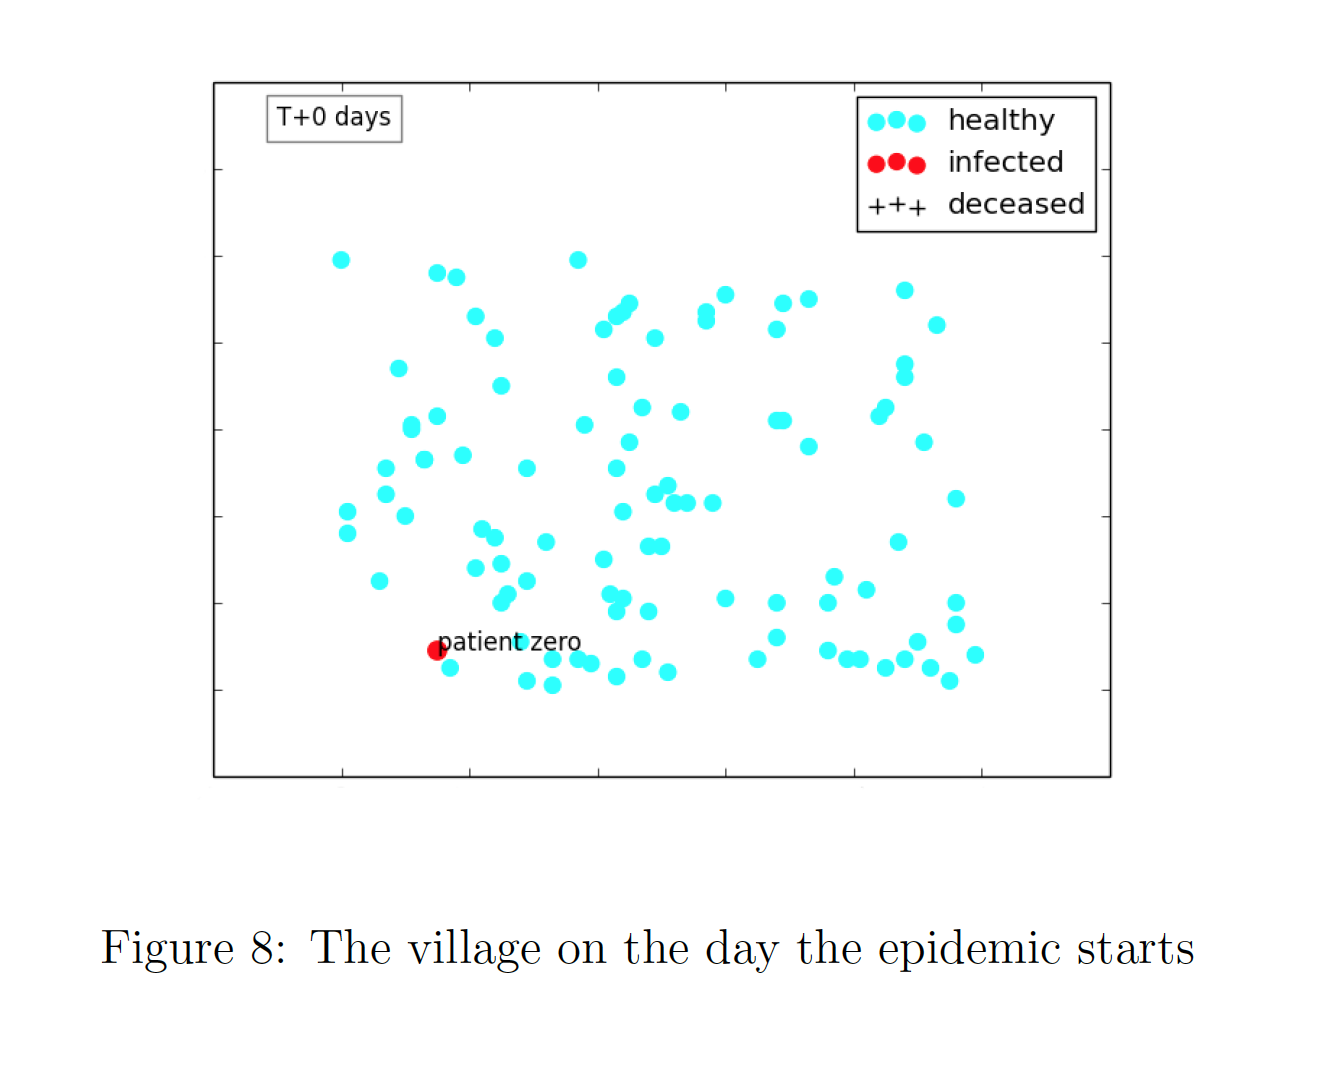 T+0 days
healthy
infected
+++ deceased
patient zero
Figure 8: The village on the day the epidemic starts